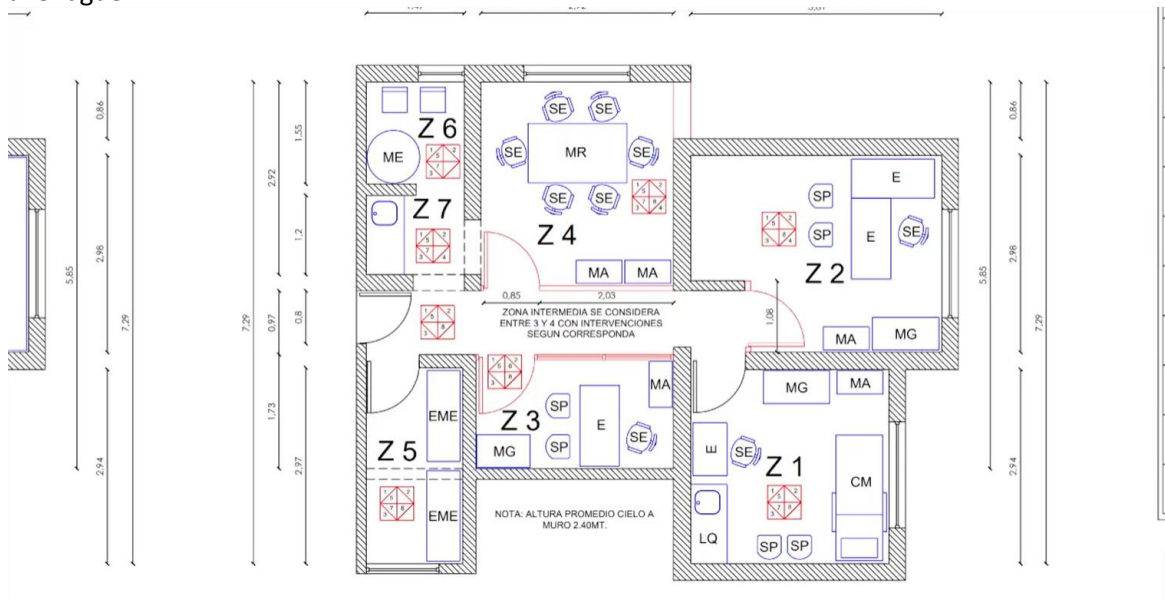 0,86
2,98
5,85
7,29
2.94
7,29
2,92
0,97
1,73
1,55
1,2
0,8
2,97
Z 6
ME
Z 7
SE
SE
SE
MR
SE
SE
SE
Z 4
MA
MA
0,85
2,03
ZONA INTERMEDIA SE CONSIDERA
ENTRE 3 Y 4 CON INTERVENCIONES
SEGUN CORRESPONDA
E
SP
SP
E
SE
Z 2
1,08
MA
MG
Z 5
EME
EME
Z 3
MG
SP
SP
E
SE
MA
NOTA: ALTURA PROMEDIO CIELO A
MURO 2.40MT.
MG
MA
E
SE
Z 1
CM
LQ
SP
SP
5,85
0,86
2,98
2,94
7,29